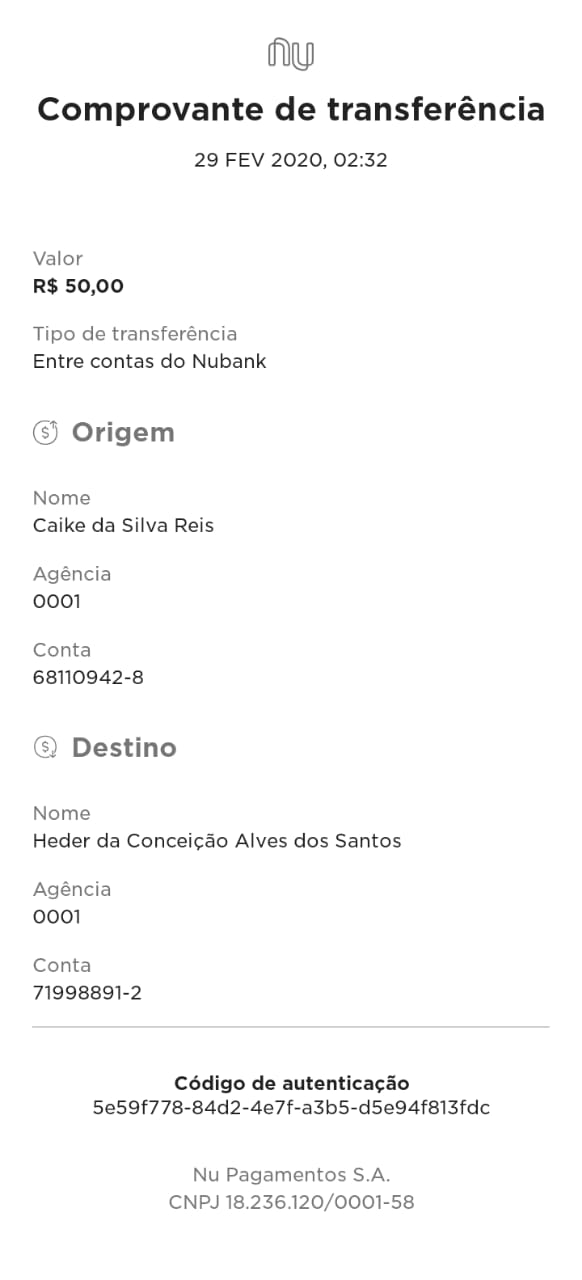 nu
Comprovante de transferência
29 FEV 2020, 02:32
Valor
R$ 50,00
Tipo de transferência
Entre contas do Nubank
Origem
Nome
Caike da Silva Reis
Agência
0001
Conta
68110942-8
Destino
Nome
Heder da Conceição Alves dos Santos
Agência
0001
Conta
71998891-2
Código de autenticação
5e59f778-84d2-4e7f-a3b5-d5e94f813fdc
Nu Pagamentos S.A.
CNPJ 18.236.120/0001-58